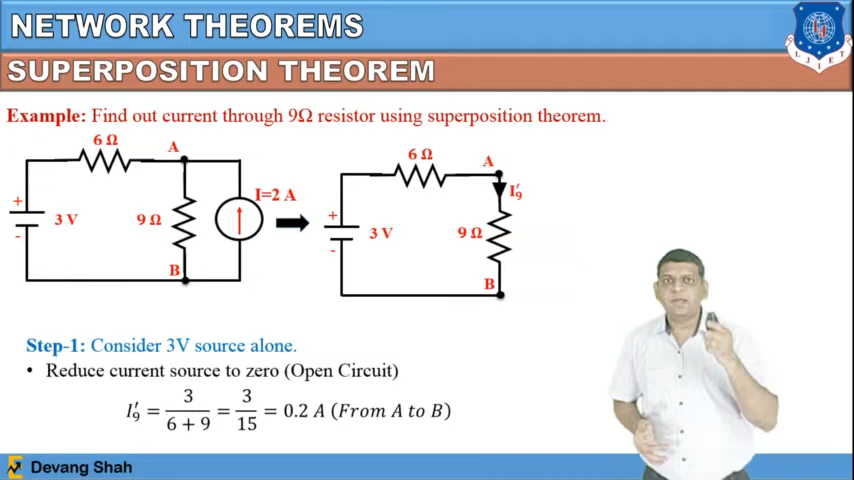 NETWORK THEOREMS
SUPERPOSITION THEOREM
LJIET
Example: Find out current through 9Ω resistor using superposition theorem.
6 Ω
A
+
3 V
-
9 Ω
I=2 A
B
6 Ω
A
I′₉
+
3 V
-
9 Ω
B
Step-1: Consider 3V source alone.
• Reduce current source to zero (Open Circuit)
I′₉ = 3/(6 + 9) = 3/15 = 0.2 A (From A to B)
Devang Shah